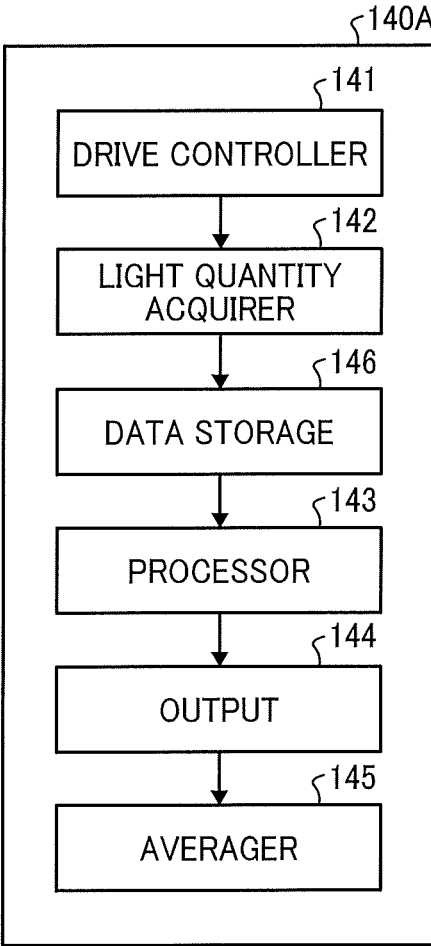 140A
141
DRIVE CONTROLLER
142
LIGHT QUANTITY
ACQUIRER
146
DATA STORAGE
143
PROCESSOR
144
OUTPUT
145
AVERAGER